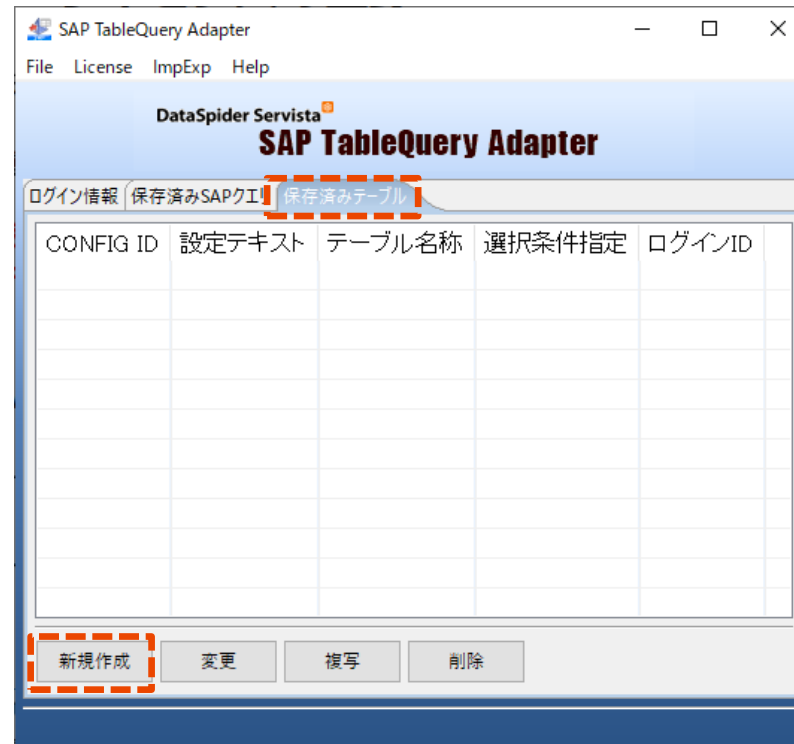 SAP TableQuery Adapter
File License ImpExp Help
DataSpider Servista
SAP TableQuery Adapter
ログイン情報 保存済みSAPクエリ 保存済みテーブル
CONFIG ID 設定テキスト テーブル名称 選択条件指定 ログインID
新規作成 変更 複写 削除